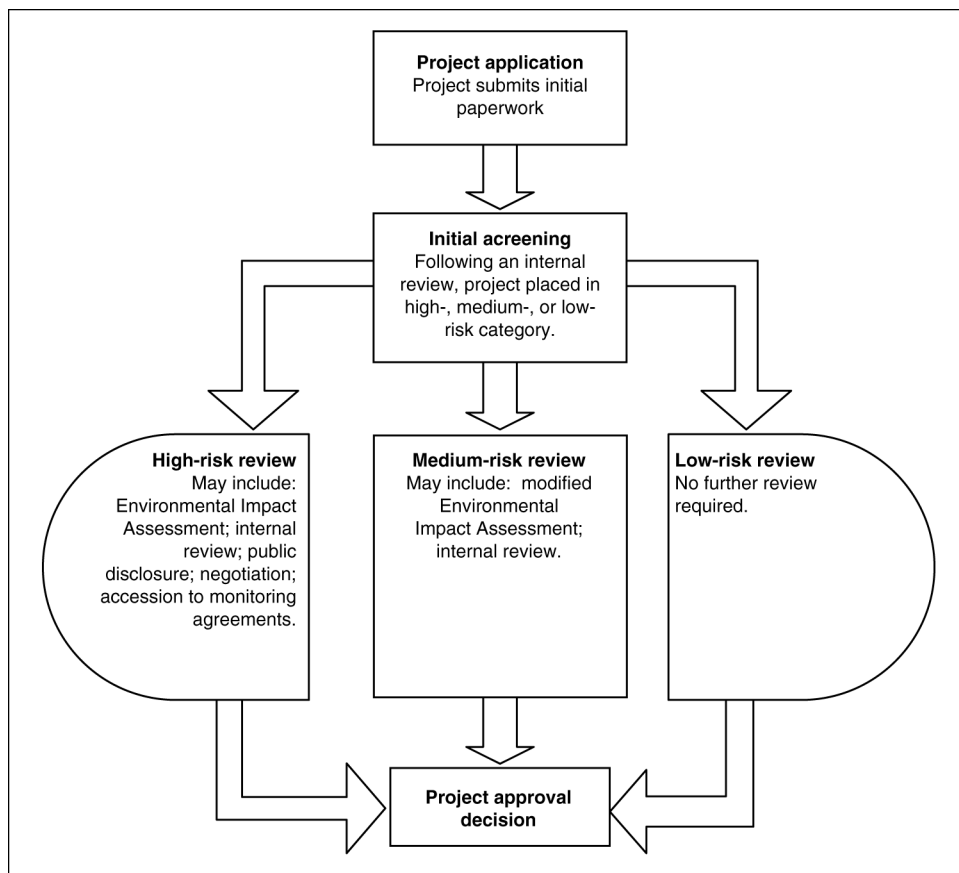 Project application
Project submits initial
paperwork
Initial acreening
Following an internal
review, project placed in
high-, medium-, or low-
risk category.
High-risk review
May include:
Environmental Impact
Assessment; internal
review; public
disclosure; negotiation;
accession to monitoring
agreements.
Medium-risk review
May include:  modified
Environmental
Impact Assessment;
internal review.
Low-risk review
No further review
required.
Project approval
decision